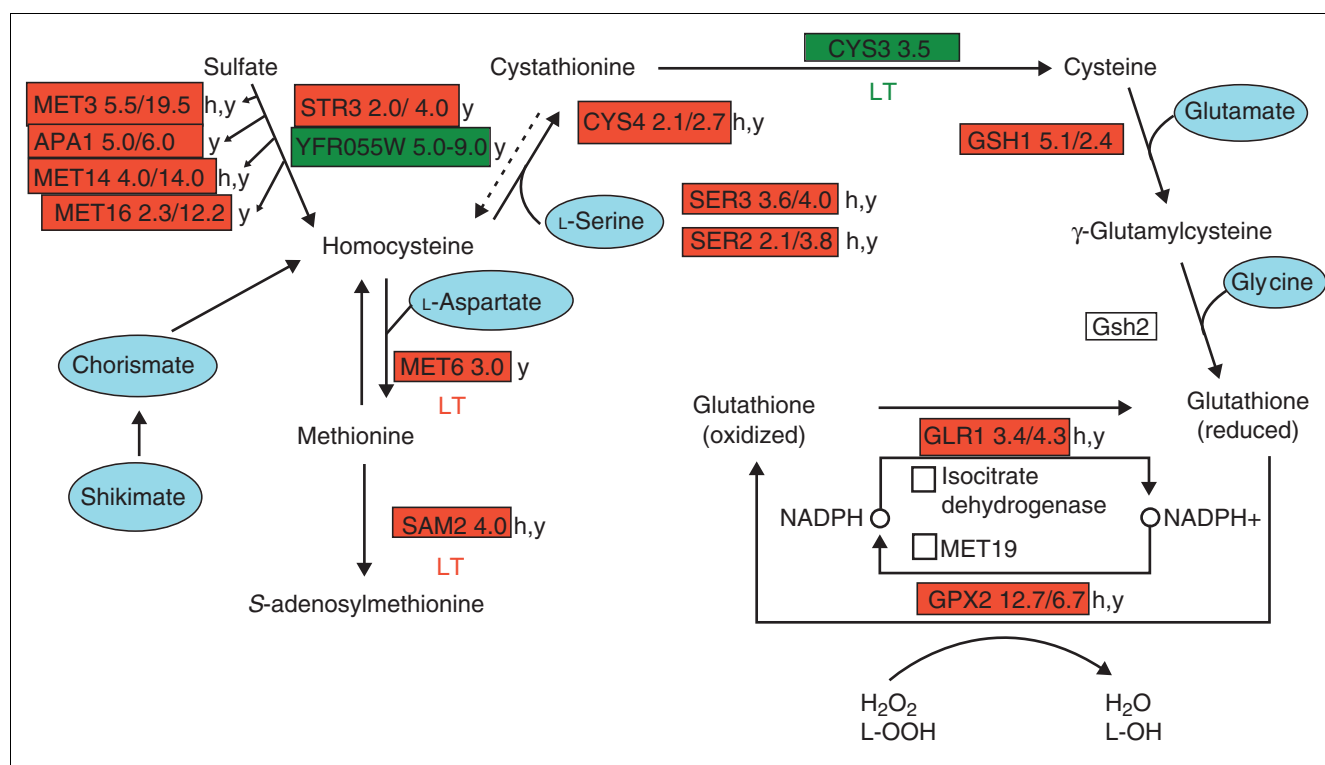 Sulfate
MET3 5.5/19.5 h,y
APA1 5.0/6.0 y
MET14 4.0/14.0 h,y
MET16 2.3/12.2 y
STR3 2.0/ 4.0 y
YFR055W 5.0-9.0 y
Cystathionine
CYS3 3.5
LT
Cysteine
CYS4 2.1/2.7 h,y
GSH1 5.1/2.4
Glutamate
L-Serine
SER3 3.6/4.0 h,y
SER2 2.1/3.8 h,y
Homocysteine
γ-Glutamylcysteine
L-Aspartate
Glycine
Gsh2
Chorismate
MET6 3.0 y
LT
Methionine
Shikimate
SAM2 4.0 h,y
LT
S-adenosylmethionine
Glutathione
(oxidized)
Glutathione
(reduced)
GLR1 3.4/4.3 h,y
Isocitrate
dehydrogenase
NADPH
NADPH+
MET19
GPX2 12.7/6.7 h,y
H₂O₂
L-OOH
H₂O
L-OH